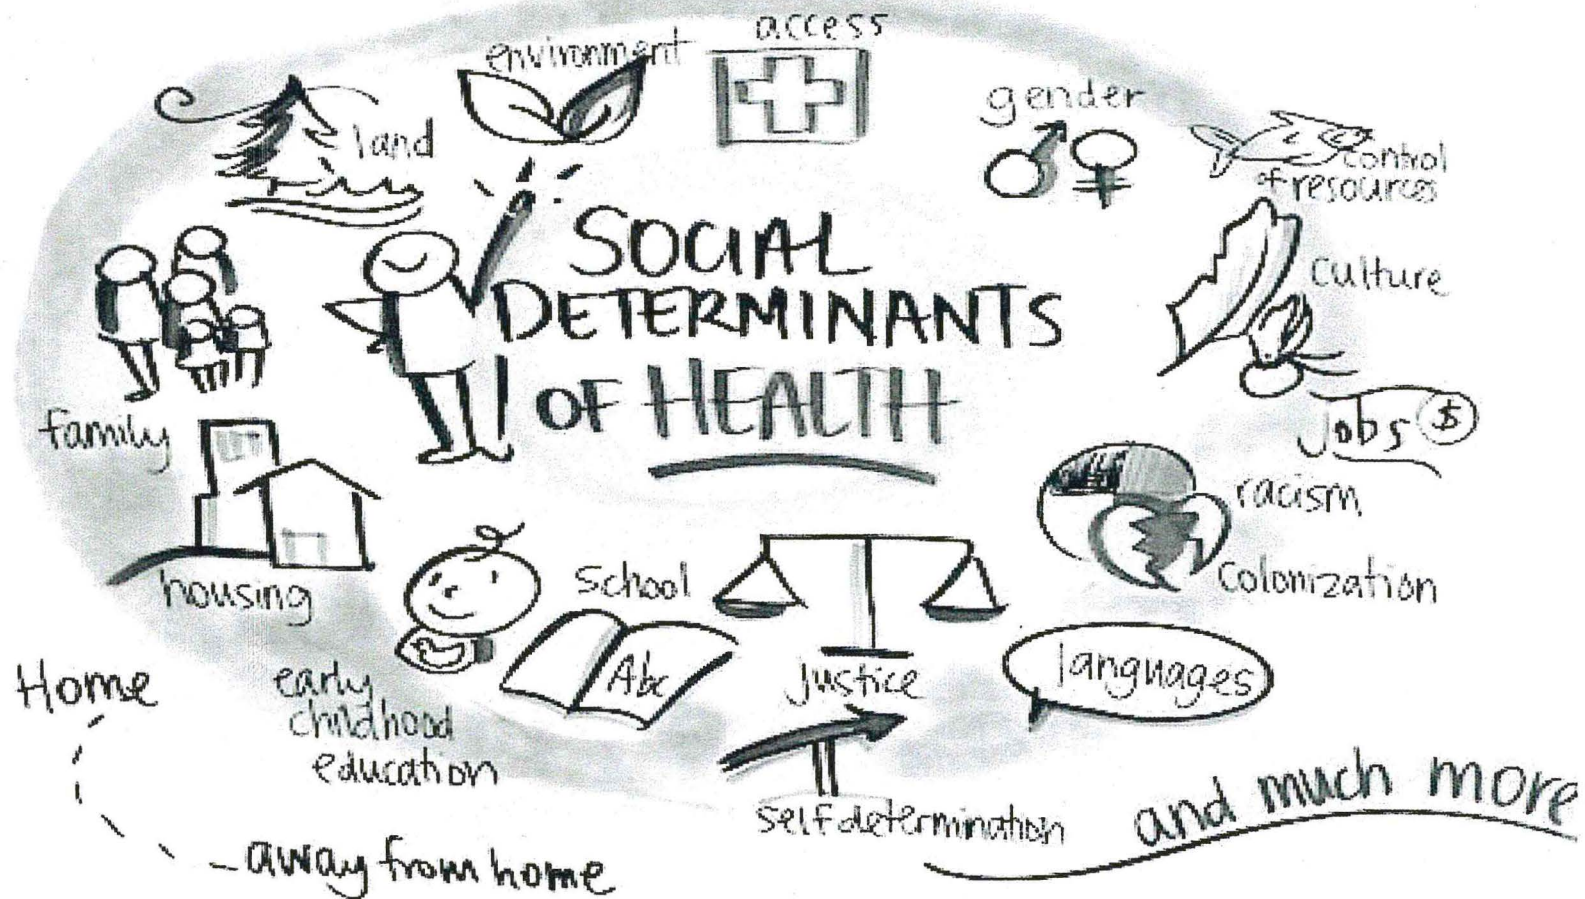 access
environment
land
gender
control
of resources
SOCIAL
DETERMINANTS
OF HEALTH
culture
family
Jobs $
racism
colonization
housing
school
Abc
early
childhood
education
justice
languages
self determination
Home
away from home
and much more